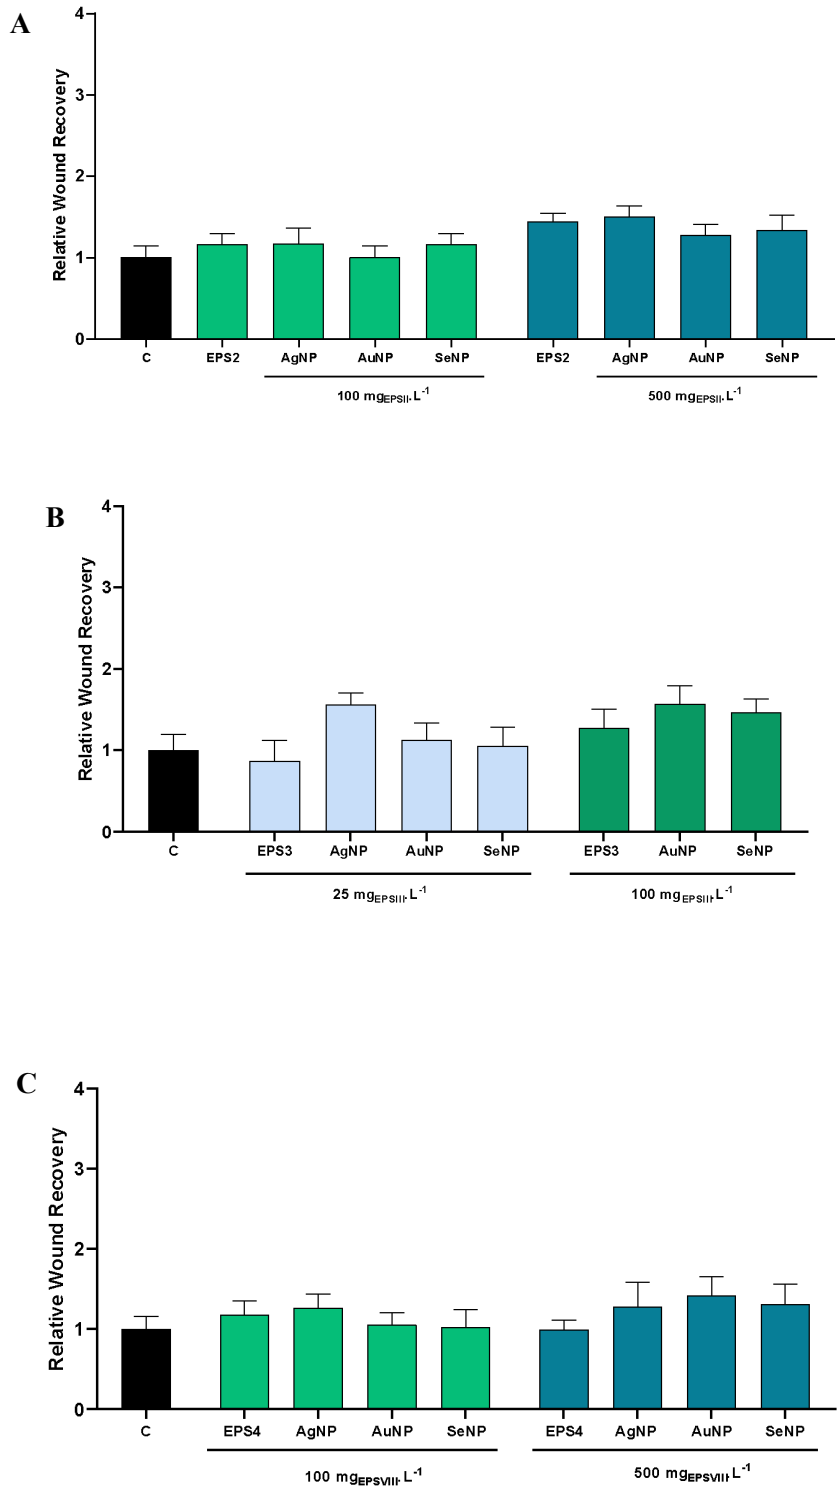 A
Relative Wound Recovery
4
3
2
1
0
C EPS2 AgNP AuNP SeNP EPS2 AgNP AuNP SeNP
100 mgEPSII.L-1 500 mgEPSII.L-1
B
Relative Wound Recovery
4
3
2
1
0
C EPS3 AgNP AuNP SeNP EPS3 AuNP SeNP
25 mgEPSIII.L-1 100 mgEPSIII.L-1
C
Relative Wound Recovery
4
3
2
1
0
C EPS4 AgNP AuNP SeNP EPS4 AgNP AuNP SeNP
100 mgEPSVIII.L-1 500 mgEPSVIII.L-1